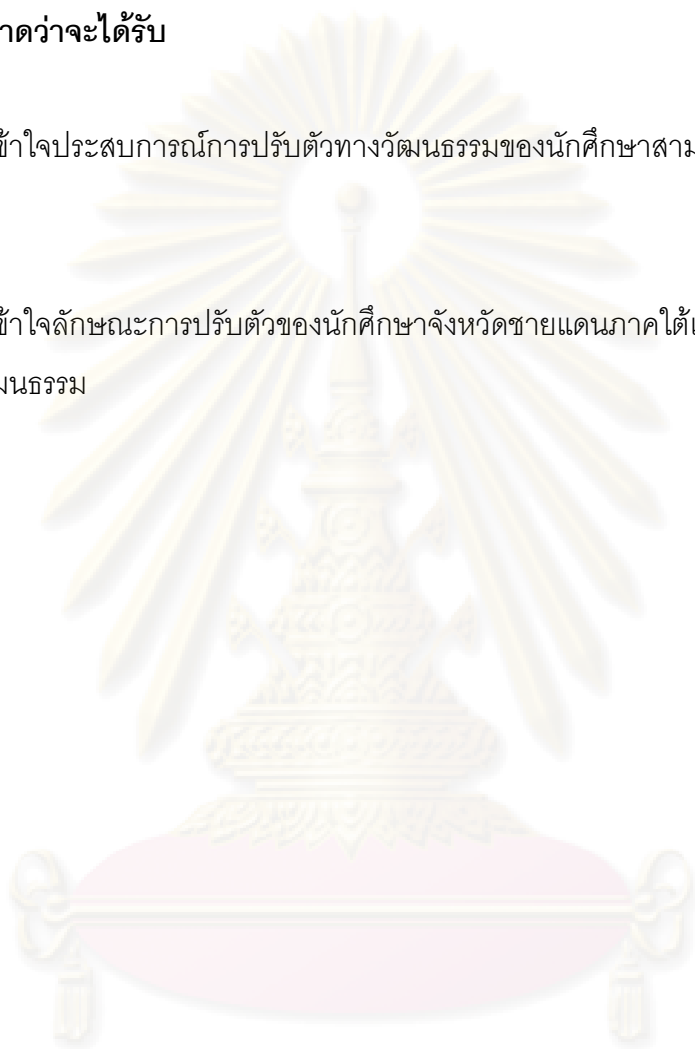 าดว่าจะได้รับ
ข้าใจประสบการณ์การปรับตัวทางวัฒนธรรมของนักศึกษาสาม
ข้าใจลักษณะการปรับตัวของนักศึกษาจังหวัดชายแดนภาคใต้เ
มนธรรม